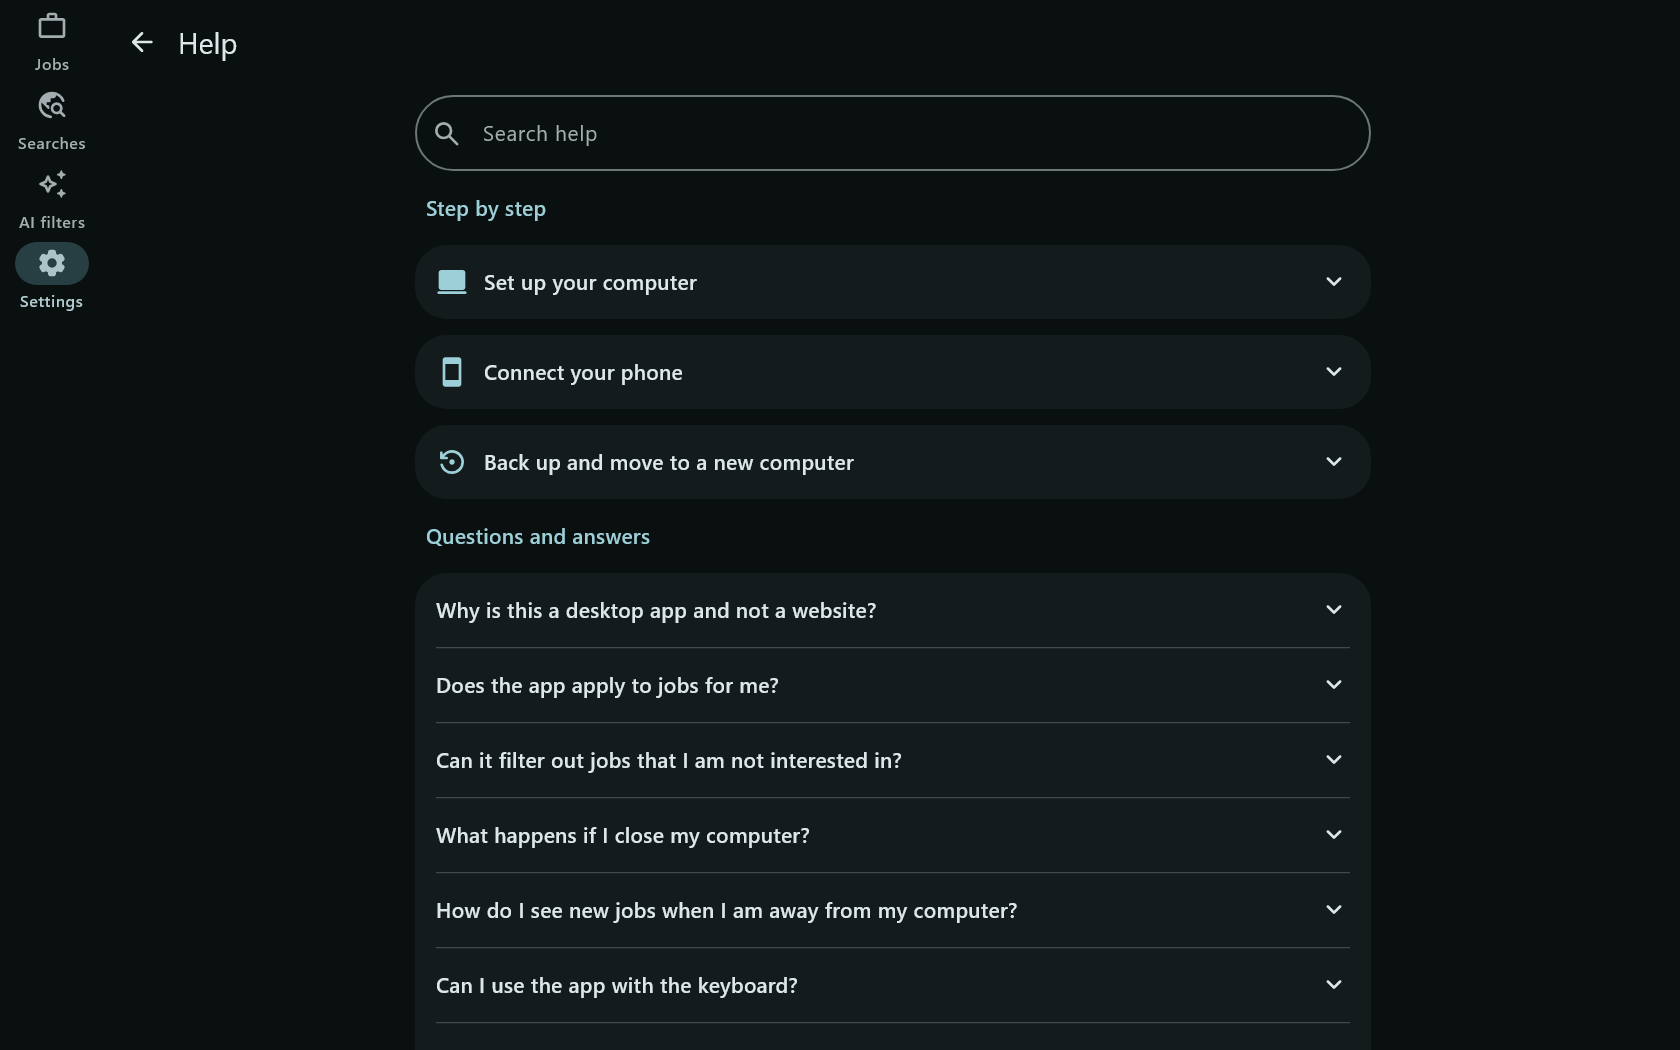 Jobs
Searches
AI filters
Settings
Help
Search help
Step by step
Set up your computer
Connect your phone
Back up and move to a new computer
Questions and answers
Why is this a desktop app and not a website?
Does the app apply to jobs for me?
Can it filter out jobs that I am not interested in?
What happens if I close my computer?
How do I see new jobs when I am away from my computer?
Can I use the app with the keyboard?